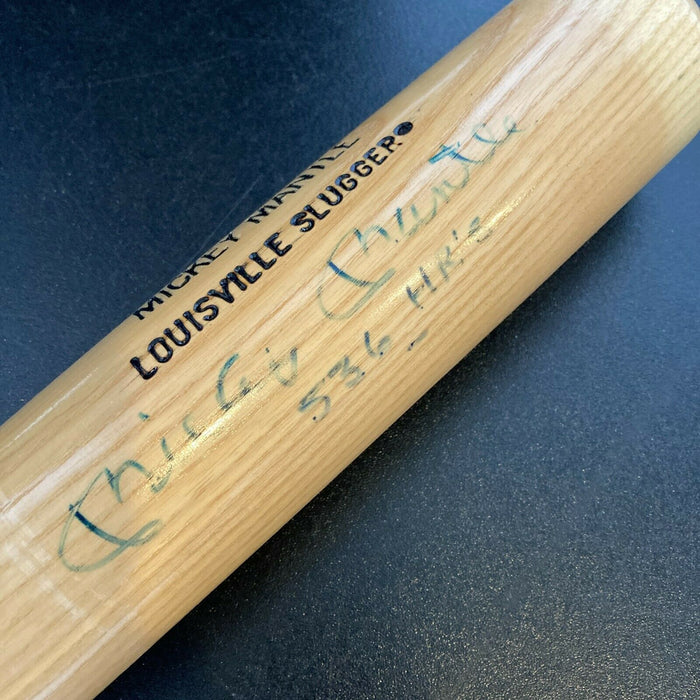 MICKEY MANTLE
LOUISVILLE SLUGGER®
Mickey Mantle
536 - HR's